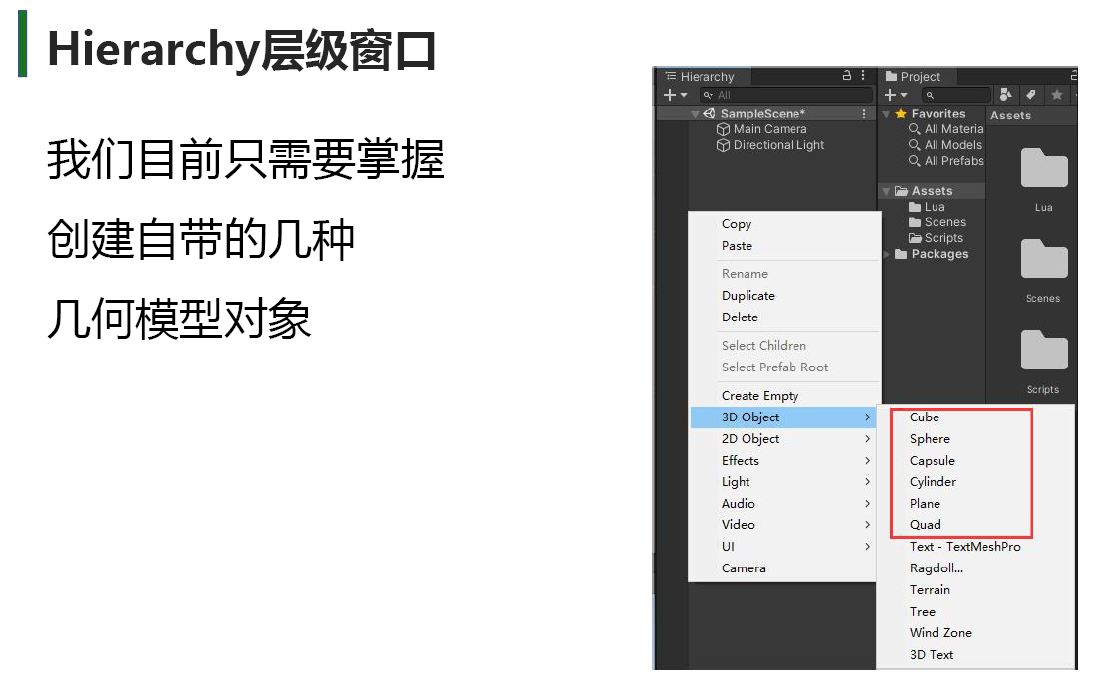 Hierarchy层级窗口
我们目前只需要掌握
创建自带的几种
几何模型对象
Hierarchy
All
SampleScene*
Main Camera
Directional Light
Project
Favorites
All Materia
All Models
All Prefabs
Assets
Lua
Scenes
Scripts
Packages
Assets
Lua
Scenes
Scripts
Copy
Paste
Rename
Duplicate
Delete
Select Children
Select Prefab Root
Create Empty
3D Object
2D Object
Effects
Light
Audio
Video
UI
Camera
Cube
Sphere
Capsule
Cylinder
Plane
Quad
Text - TextMeshPro
Ragdoll...
Terrain
Tree
Wind Zone
3D Text